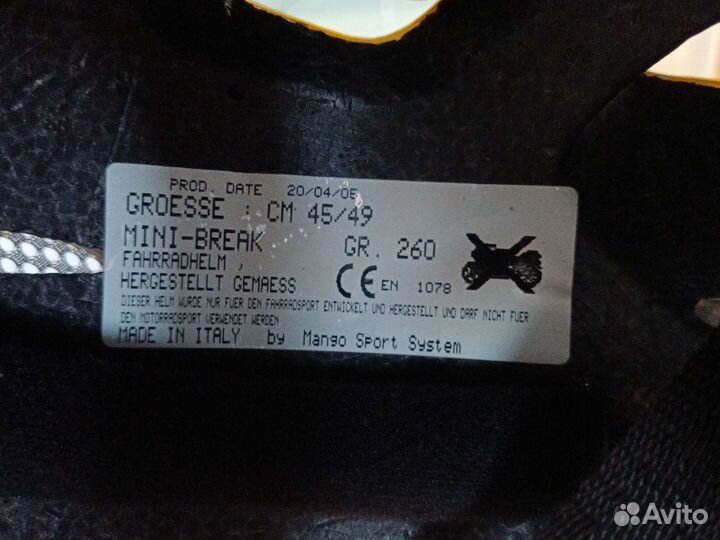 PROD. DATE 20/04/05
GROESSE : CM 45/49
MINI-BREAK GR. 260
FAHRRADHELM ,
HERGESTELLT GEMAESS CE EN 1078
DIESER HELM WURDE NUR FUER DEN FAHRRADSPORT ENTWICKELT UND HERGESTELLT UND DARF NICHT FUER
DEN MOTORRADSPORT VERWENDET WERDEN
MADE IN ITALY by Mango Sport System
Avito